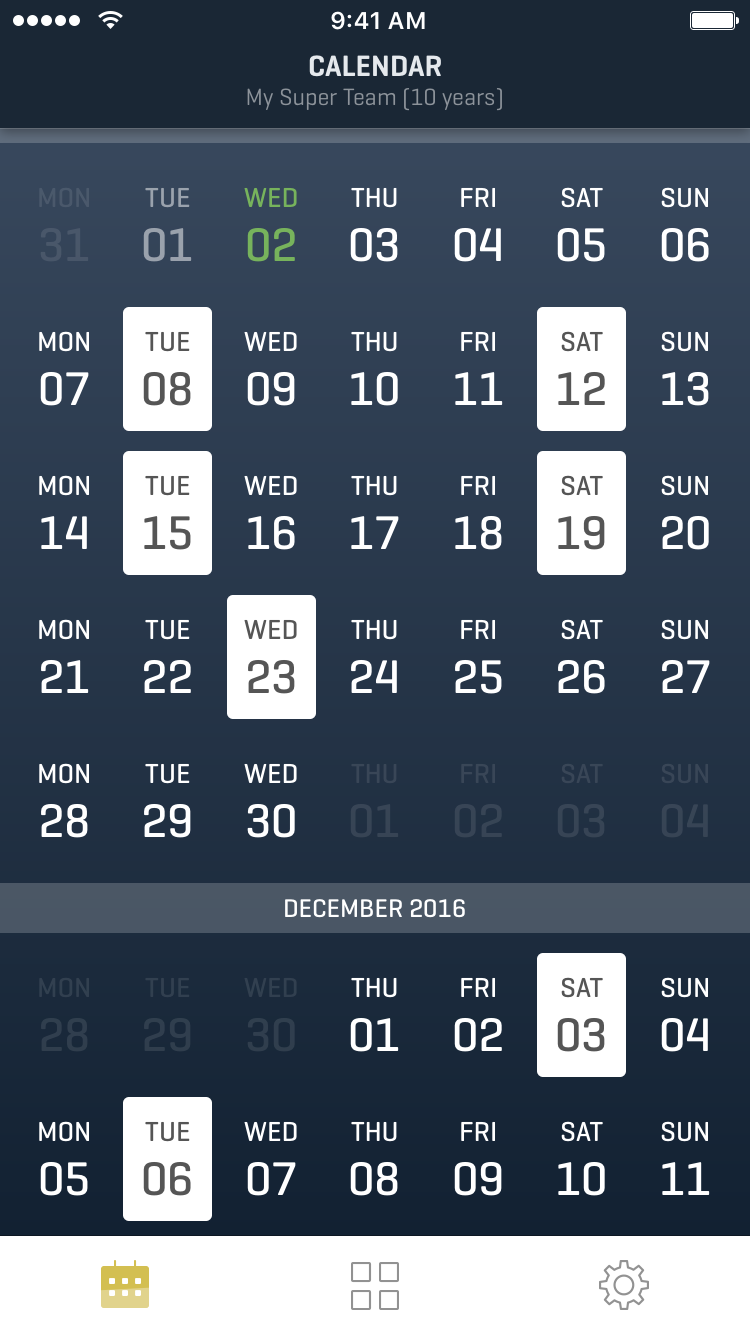 9:41 AM
CALENDAR
My Super Team (10 years)
MON TUE WED THU FRI SAT SUN
31 01 02 03 04 05 06
MON TUE WED THU FRI SAT SUN
07 08 09 10 11 12 13
MON TUE WED THU FRI SAT SUN
14 15 16 17 18 19 20
MON TUE WED THU FRI SAT SUN
21 22 23 24 25 26 27
MON TUE WED THU FRI SAT SUN
28 29 30 01 02 03 04
DECEMBER 2016
MON TUE WED THU FRI SAT SUN
28 29 30 01 02 03 04
MON TUE WED THU FRI SAT SUN
05 06 07 08 09 10 11